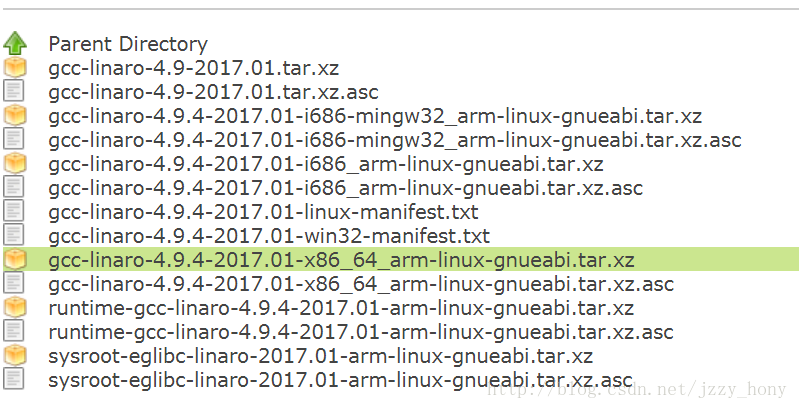 Parent Directory
gcc-linaro-4.9-2017.01.tar.xz
gcc-linaro-4.9-2017.01.tar.xz.asc
gcc-linaro-4.9.4-2017.01-i686-mingw32_arm-linux-gnueabi.tar.xz
gcc-linaro-4.9.4-2017.01-i686-mingw32_arm-linux-gnueabi.tar.xz.asc
gcc-linaro-4.9.4-2017.01-i686_arm-linux-gnueabi.tar.xz
gcc-linaro-4.9.4-2017.01-i686_arm-linux-gnueabi.tar.xz.asc
gcc-linaro-4.9.4-2017.01-linux-manifest.txt
gcc-linaro-4.9.4-2017.01-win32-manifest.txt
gcc-linaro-4.9.4-2017.01-x86_64_arm-linux-gnueabi.tar.xz
gcc-linaro-4.9.4-2017.01-x86_64_arm-linux-gnueabi.tar.xz.asc
runtime-gcc-linaro-4.9.4-2017.01-arm-linux-gnueabi.tar.xz
runtime-gcc-linaro-4.9.4-2017.01-arm-linux-gnueabi.tar.xz.asc
sysroot-eglibc-linaro-2017.01-arm-linux-gnueabi.tar.xz
sysroot-eglibc-linaro-2017.01-arm-linux-gnueabi.tar.xz.asc
http://blog.csdn.net/jzzy_hony